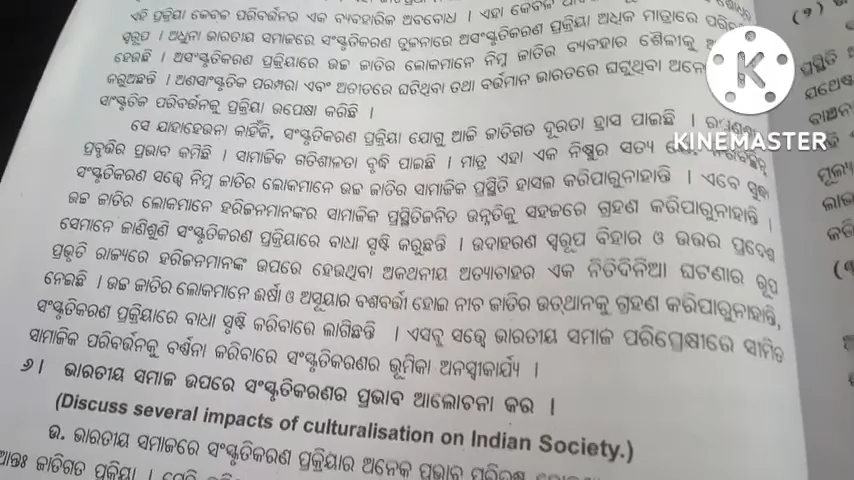 ଏହି ପ୍ରକ୍ରିୟା କେବଳ ପରିବର୍ତ୍ତନର ଏକ ବ୍ୟବହାରିକ ଅବବୋଧ । ଏହା କେବଳ
ସ୍ୱରୂପ । ଅଧୁନା ଭାରତୀୟ ସମାଜରେ ସଂସ୍କୃତିକରଣ ତୁଳନାରେ ଅସଂସ୍କୃତିକରଣ ପ୍ରକ୍ରିୟା ଅଧିକ ମାତ୍ରାରେ
ହେଉଛି । ଅସଂସ୍କୃତିକରଣ ପ୍ରକ୍ରିୟାରେ ଉଚ୍ଚ ଜାତିର ଲୋକମାନେ ନିମ୍ନ ଜାତିର ବ୍ୟବହାର ଶୈଳୀକୁ
କରୁଅଛନ୍ତି । ଅଣସାଂସ୍କୃତିକ ପରମ୍ପରା ଏବଂ ଅତୀତରେ ଘଟିଥିବା ତଥା ବର୍ତ୍ତମାନ ଭାରତରେ ଘଟୁଥିବା
ସାଂସ୍କୃତିକ ପରିବର୍ତ୍ତନକୁ ପ୍ରକ୍ରିୟା ଉପେକ୍ଷା କରିଛି ।
ସେ ଯାହାହେଉନା କାହିଁକି, ସଂସ୍କୃତିକରଣ ପ୍ରକ୍ରିୟା ଯୋଗୁ ଆଜି ଜାତିଗତ ଦୂରତା ହ୍ରାସ ପାଇଛି ।
ପ୍ରବୃତ୍ତିର ପ୍ରଭାବ କମିଛି । ସାମାଜିକ ଗତିଶୀଳତା ବୃଦ୍ଧି ପାଇଛି । ମାତ୍ର ଏହା ଏକ ନିଷ୍ଠୁର ସତ୍ୟ
ସଂସ୍କୃତିକରଣ ସତ୍ତ୍ୱେ ନିମ୍ନ ଜାତିର ଲୋକମାନେ ଉଚ୍ଚ ଜାତିର ସାମାଜିକ ପ୍ରସ୍ଥିତି ହାସଲ କରିପାରୁନାହାନ୍ତି । ଏବେ ସୁଦ୍ଧା
ଉଚ୍ଚ ଜାତିର ଲୋକମାନେ ହରିଜନମାନଙ୍କର ସାମାଜିକ ପ୍ରସ୍ଥିତିଜନିତ ଉନ୍ନତିକୁ ସହଜରେ ଗ୍ରହଣ କରିପାରୁନାହାନ୍ତି ।
ସେମାନେ ଜାଣିଶୁଣି ସଂସ୍କୃତିକରଣ ପ୍ରକ୍ରିୟାରେ ବାଧା ସୃଷ୍ଟି କରୁଛନ୍ତି । ଉଦାହରଣ ସ୍ୱରୂପ ବିହାର ଓ ଉତ୍ତର ପ୍ରଦେଶ
ପ୍ରଭୃତି ରାଜ୍ୟରେ ହରିଜନମାନଙ୍କ ଉପରେ ହେଉଥିବା ଅକଥନୀୟ ଅତ୍ୟାଚାର ଏକ ନିତିଦିନିଆ ଘଟଣାର ରୂପ
ନେଇଛି । ଉଚ୍ଚ ଜାତିର ଲୋକମାନେ ଈର୍ଷା ଓ ଅସୂୟାର ବଶବର୍ତ୍ତୀ ହୋଇ ନୀଚ ଜାତିର ଉତ୍‌ଥାନକୁ ଗ୍ରହଣ କରିପାରୁନାହାନ୍ତି,
ସଂସ୍କୃତିକରଣ ପ୍ରକ୍ରିୟାରେ ବାଧା ସୃଷ୍ଟି କରିବାରେ ଲାଗିଛନ୍ତି । ଏସବୁ ସତ୍ତ୍ୱେ ଭାରତୀୟ ସମାଜ ପରିପ୍ରେକ୍ଷୀରେ ସୀମିତ
ସାମାଜିକ ପରିବର୍ତ୍ତନକୁ ବର୍ଣ୍ଣନା କରିବାରେ ସଂସ୍କୃତିକରଣର ଭୂମିକା ଅନସ୍ୱୀକାର୍ଯ୍ୟ ।
୬। ଭାରତୀୟ ସମାଜ ଉପରେ ସଂସ୍କୃତିକରଣର ପ୍ରଭାବ ଆଲୋଚନା କର ।
(Discuss several impacts of culturalisation on Indian Society.)
ଉ. ଭାରତୀୟ ସମାଜରେ ସଂସ୍କୃତିକରଣ ପ୍ରକ୍ରିୟାର ଅନେକ ପ୍ରଭାବ
ଆନ୍ତଃ ଜାତିଗତ ପ୍ରକ୍ରିୟା ।
K
KINEMASTER